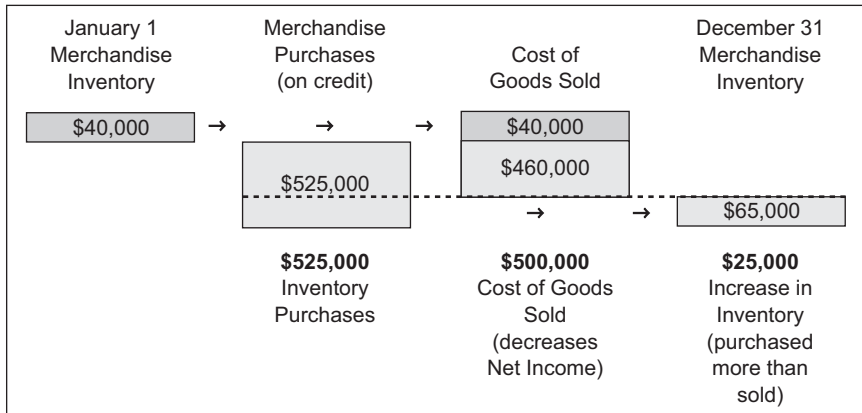 January 1
Merchandise
Inventory
Merchandise
Purchases
(on credit)
Cost of
Goods Sold
December 31
Merchandise
Inventory
$40,000 → → → $40,000
$525,000
$460,000
→ → $65,000
$525,000
Inventory
Purchases
$500,000
Cost of Goods
Sold
(decreases
Net Income)
$25,000
Increase in
Inventory
(purchased
more than
sold)